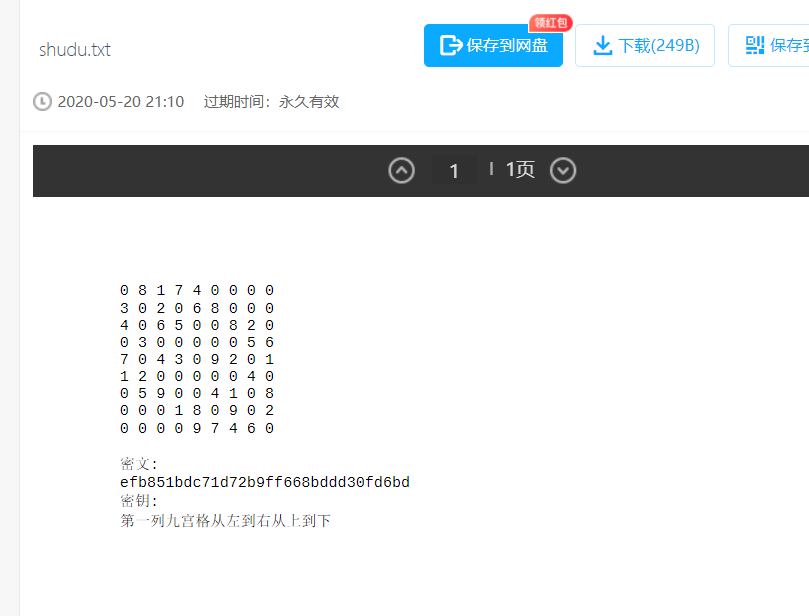 领红包
shudu.txt
保存到网盘
下载(249B)
保存
2020-05-20 21:10 过期时间：永久有效
1 | 1页
0 8 1 7 4 0 0 0 0
3 0 2 0 6 8 0 0 0
4 0 6 5 0 0 8 2 0
0 3 0 0 0 0 0 5 6
7 0 4 3 0 9 2 0 1
1 2 0 0 0 0 0 4 0
0 5 9 0 0 4 1 0 8
0 0 0 1 8 0 9 0 2
0 0 0 0 9 7 4 6 0
密文:
efb851bdc71d72b9ff668bddd30fd6bd
密钥:
第一列九宫格从左到右从上到下